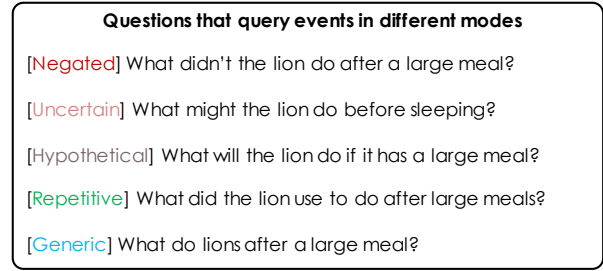 Questions that query events in different modes
[Negated] What didn't the lion do after a large meal?
[Uncertain] What might the lion do before sleeping?
[Hypothetical] What will the lion do if it has a large meal?
[Repetitive] What did the lion use to do after large meals?
[Generic] What do lions after a large meal?